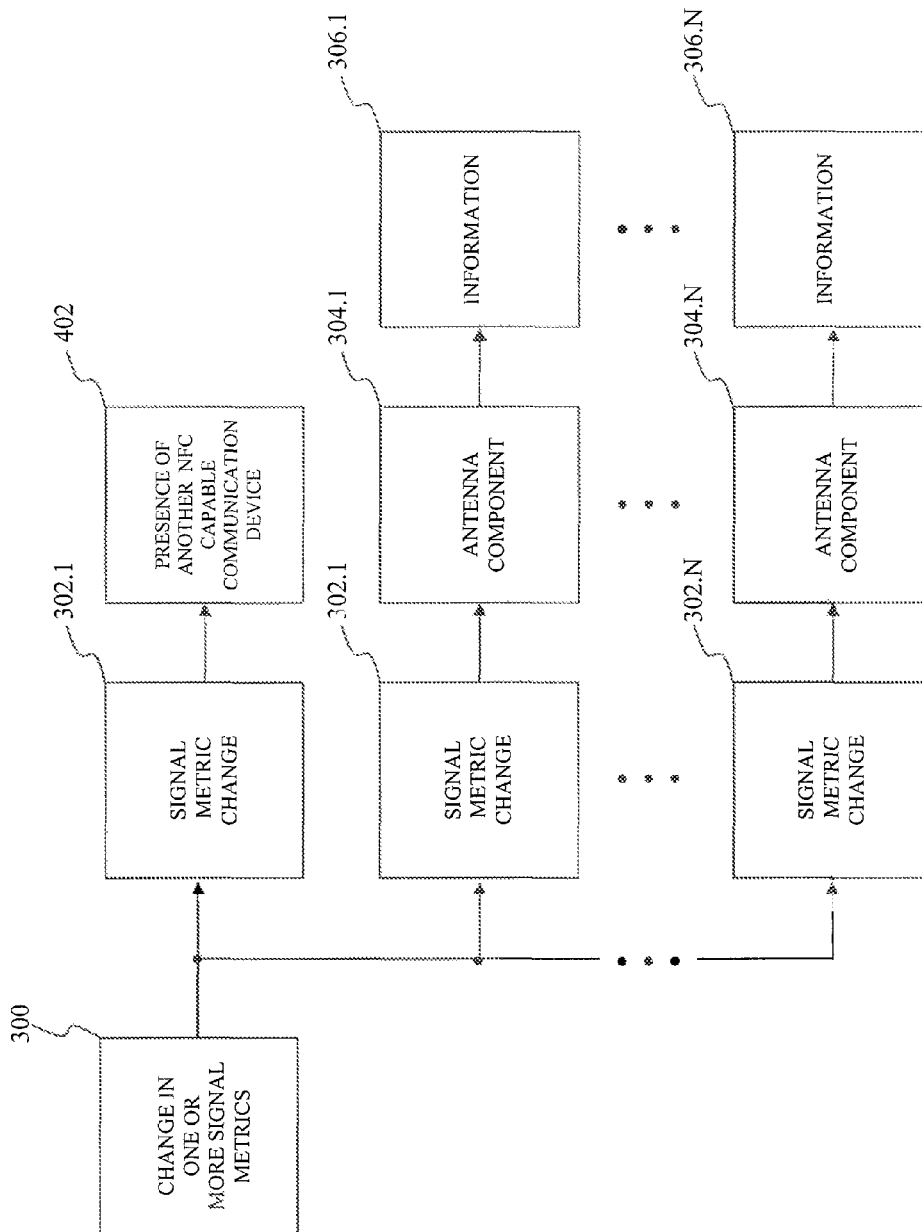 300
CHANGE IN
ONE OR
MORE SIGNAL
METRICS
302.1
SIGNAL
METRIC
CHANGE
402
PRESENCE OF
ANOTHER NFC
CAPABLE
COMMUNICATION
DEVICE
302.1
SIGNAL
METRIC
CHANGE
304.1
ANTENNA
COMPONENT
306.1
INFORMATION
302.N
SIGNAL
METRIC
CHANGE
304.N
ANTENNA
COMPONENT
306.N
INFORMATION